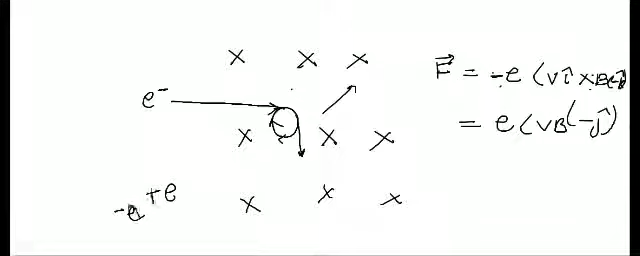 x x x
e⁻
F⃗ = -e (vî x B
= e (vB(-ĵ)
x x x
-e +e
x x x